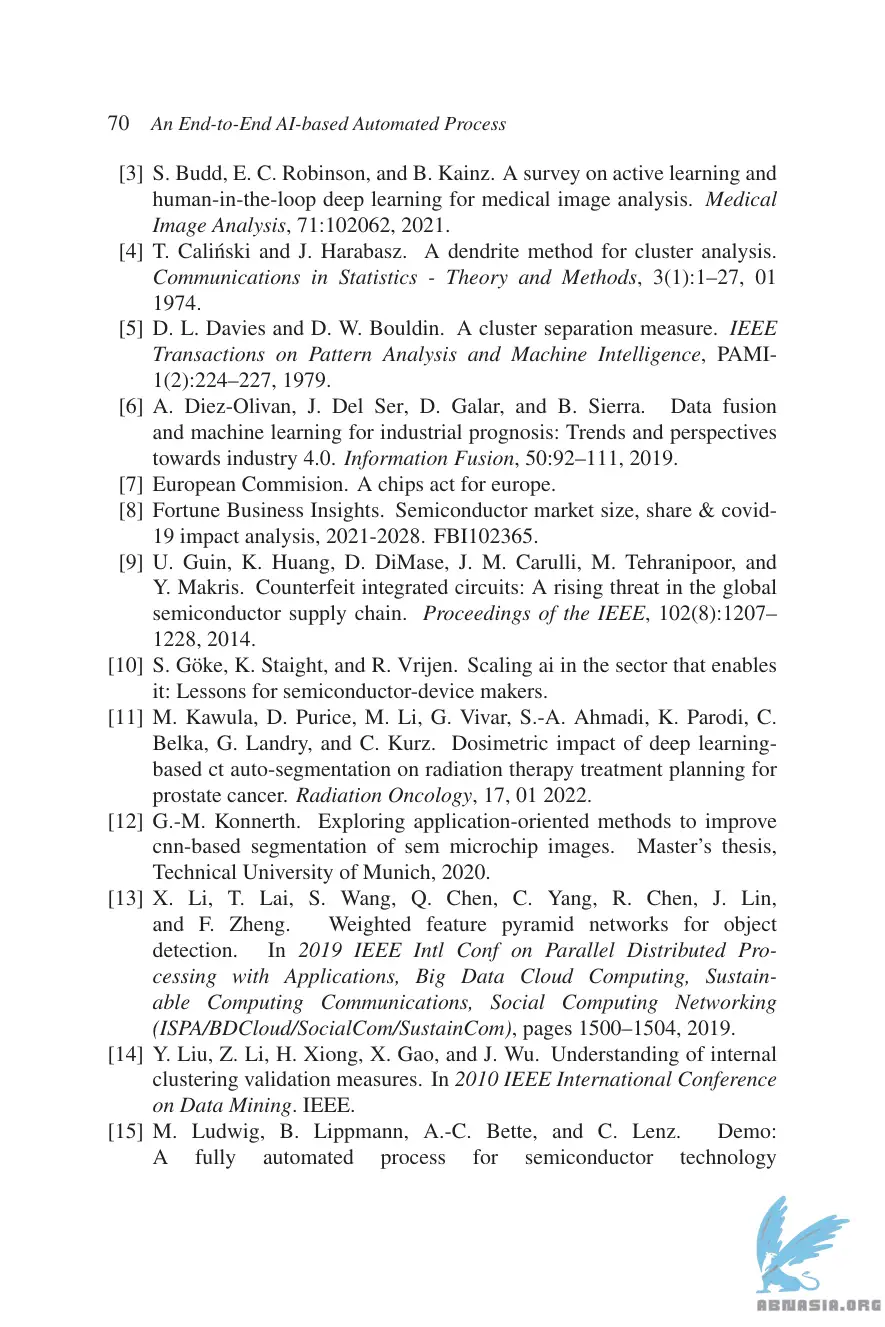 70 An End-to-End AI-based Automated Process
[3] S. Budd, E. C. Robinson, and B. Kainz. A survey on active learning and
human-in-the-loop deep learning for medical image analysis. Medical
Image Analysis, 71:102062, 2021.
[4] T. Caliński and J. Harabasz. A dendrite method for cluster analysis.
Communications in Statistics - Theory and Methods, 3(1):1–27, 01
1974.
[5] D. L. Davies and D. W. Bouldin. A cluster separation measure. IEEE
Transactions on Pattern Analysis and Machine Intelligence, PAMI-
1(2):224–227, 1979.
[6] A. Diez-Olivan, J. Del Ser, D. Galar, and B. Sierra. Data fusion
and machine learning for industrial prognosis: Trends and perspectives
towards industry 4.0. Information Fusion, 50:92–111, 2019.
[7] European Commision. A chips act for europe.
[8] Fortune Business Insights. Semiconductor market size, share & covid-
19 impact analysis, 2021-2028. FBI102365.
[9] U. Guin, K. Huang, D. DiMase, J. M. Carulli, M. Tehranipoor, and
Y. Makris. Counterfeit integrated circuits: A rising threat in the global
semiconductor supply chain. Proceedings of the IEEE, 102(8):1207–
1228, 2014.
[10] S. Göke, K. Staight, and R. Vrijen. Scaling ai in the sector that enables
it: Lessons for semiconductor-device makers.
[11] M. Kawula, D. Purice, M. Li, G. Vivar, S.-A. Ahmadi, K. Parodi, C.
Belka, G. Landry, and C. Kurz. Dosimetric impact of deep learning-
based ct auto-segmentation on radiation therapy treatment planning for
prostate cancer. Radiation Oncology, 17, 01 2022.
[12] G.-M. Konnerth. Exploring application-oriented methods to improve
cnn-based segmentation of sem microchip images. Master's thesis,
Technical University of Munich, 2020.
[13] X. Li, T. Lai, S. Wang, Q. Chen, C. Yang, R. Chen, J. Lin,
and F. Zheng. Weighted feature pyramid networks for object
detection. In 2019 IEEE Intl Conf on Parallel Distributed Pro-
cessing with Applications, Big Data Cloud Computing, Sustain-
able Computing Communications, Social Computing Networking
(ISPA/BDCloud/SocialCom/SustainCom), pages 1500–1504, 2019.
[14] Y. Liu, Z. Li, H. Xiong, X. Gao, and J. Wu. Understanding of internal
clustering validation measures. In 2010 IEEE International Conference
on Data Mining. IEEE.
[15] M. Ludwig, B. Lippmann, A.-C. Bette, and C. Lenz. Demo:
A fully automated process for semiconductor technology
ABNASIA.ORG